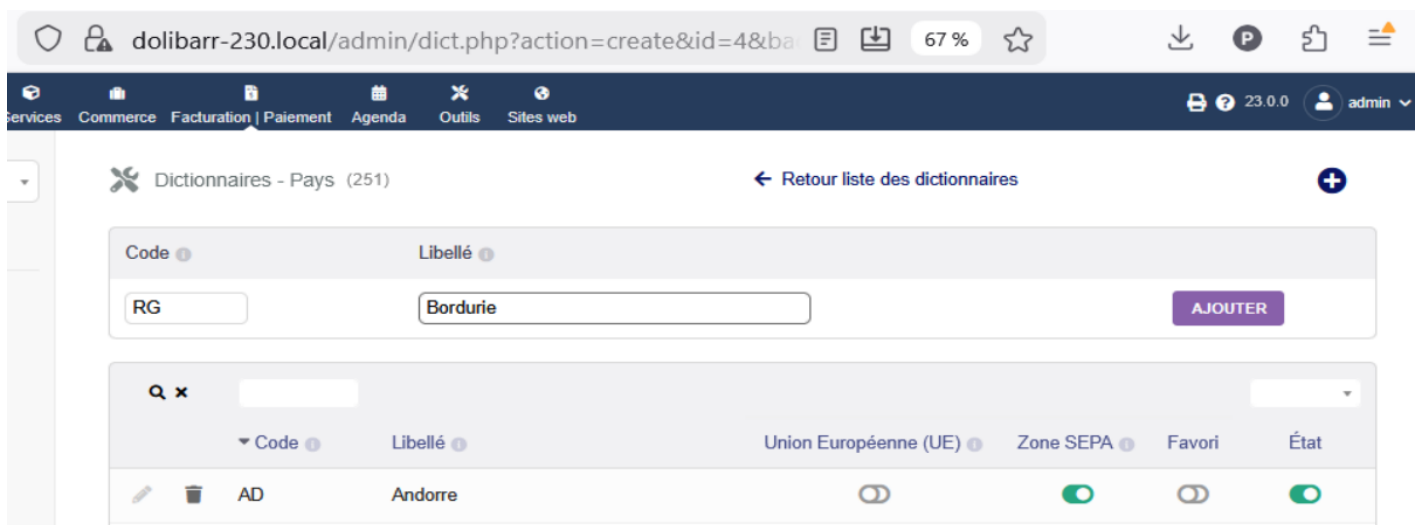 dolibarr-230.local/admin/dict.php?action=create&id=4&ba 67 %
P
Services Commerce Facturation | Paiement Agenda Outils Sites web 23.0.0 admin
Dictionnaires - Pays (251) ← Retour liste des dictionnaires
Code Libellé
RG Bordurie AJOUTER
Code Libellé Union Européenne (UE) Zone SEPA Favori État
AD Andorre